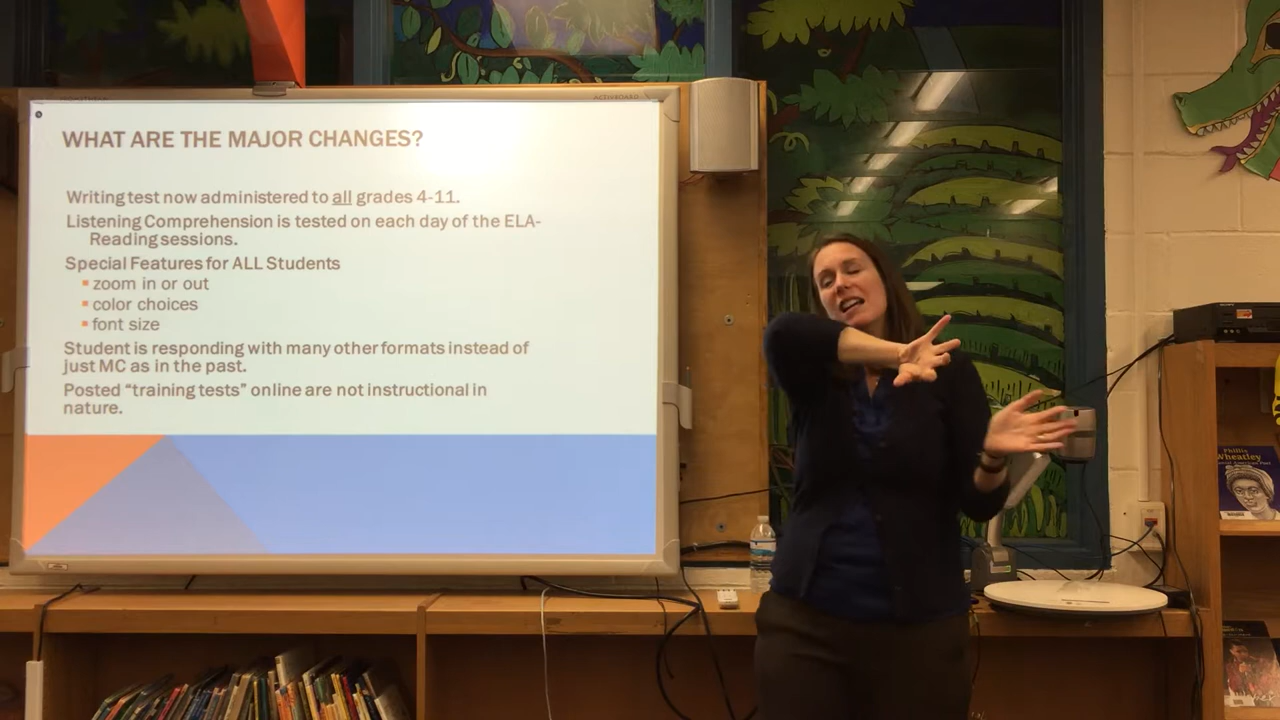 ACTIVBOARD
WHAT ARE THE MAJOR CHANGES?
Writing test now administered to all grades 4-11.
Listening Comprehension is tested on each day of the ELA-
Reading sessions.
Special Features for ALL Students
zoom in or out
color choices
font size
Student is responding with many other formats instead of
just MC as in the past.
Posted “training tests” online are not instructional in
nature.
Phillis
Wheatley